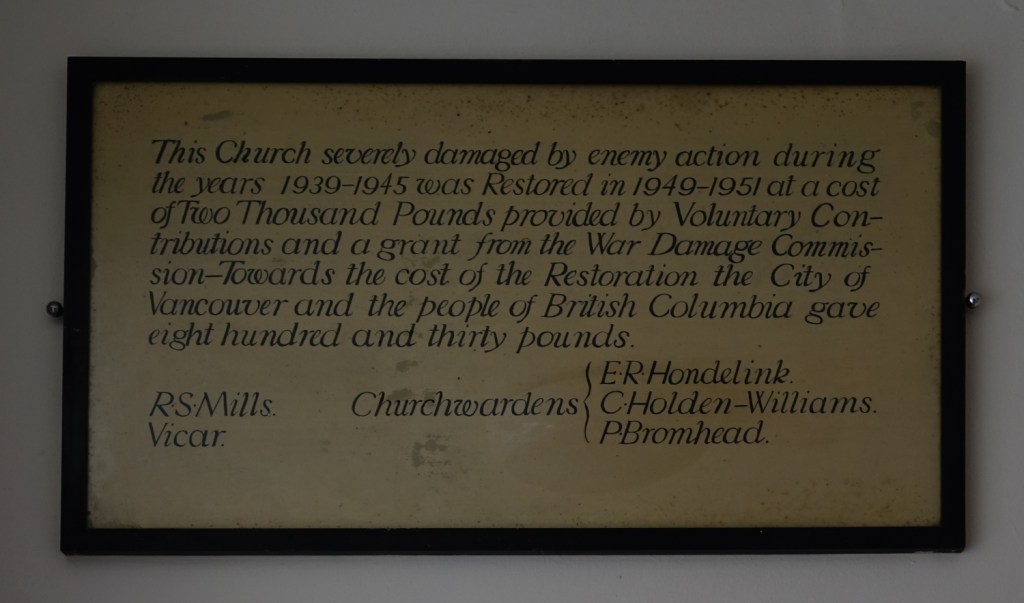 This Church severely damaged by enemy action during
the years 1939-1945 was Restored in 1949-1951 at a cost
of Two Thousand Pounds provided by Voluntary Con-
tributions and a grant from the War Damage Commis-
sion-Towards the cost of the Restoration the City of
Vancouver and the people of British Columbia gave
eight hundred and thirty pounds.
E·R·Hondelink.
R·S·Mills. Churchwardens C·Holden-Williams.
Vicar. P·Bromhead.